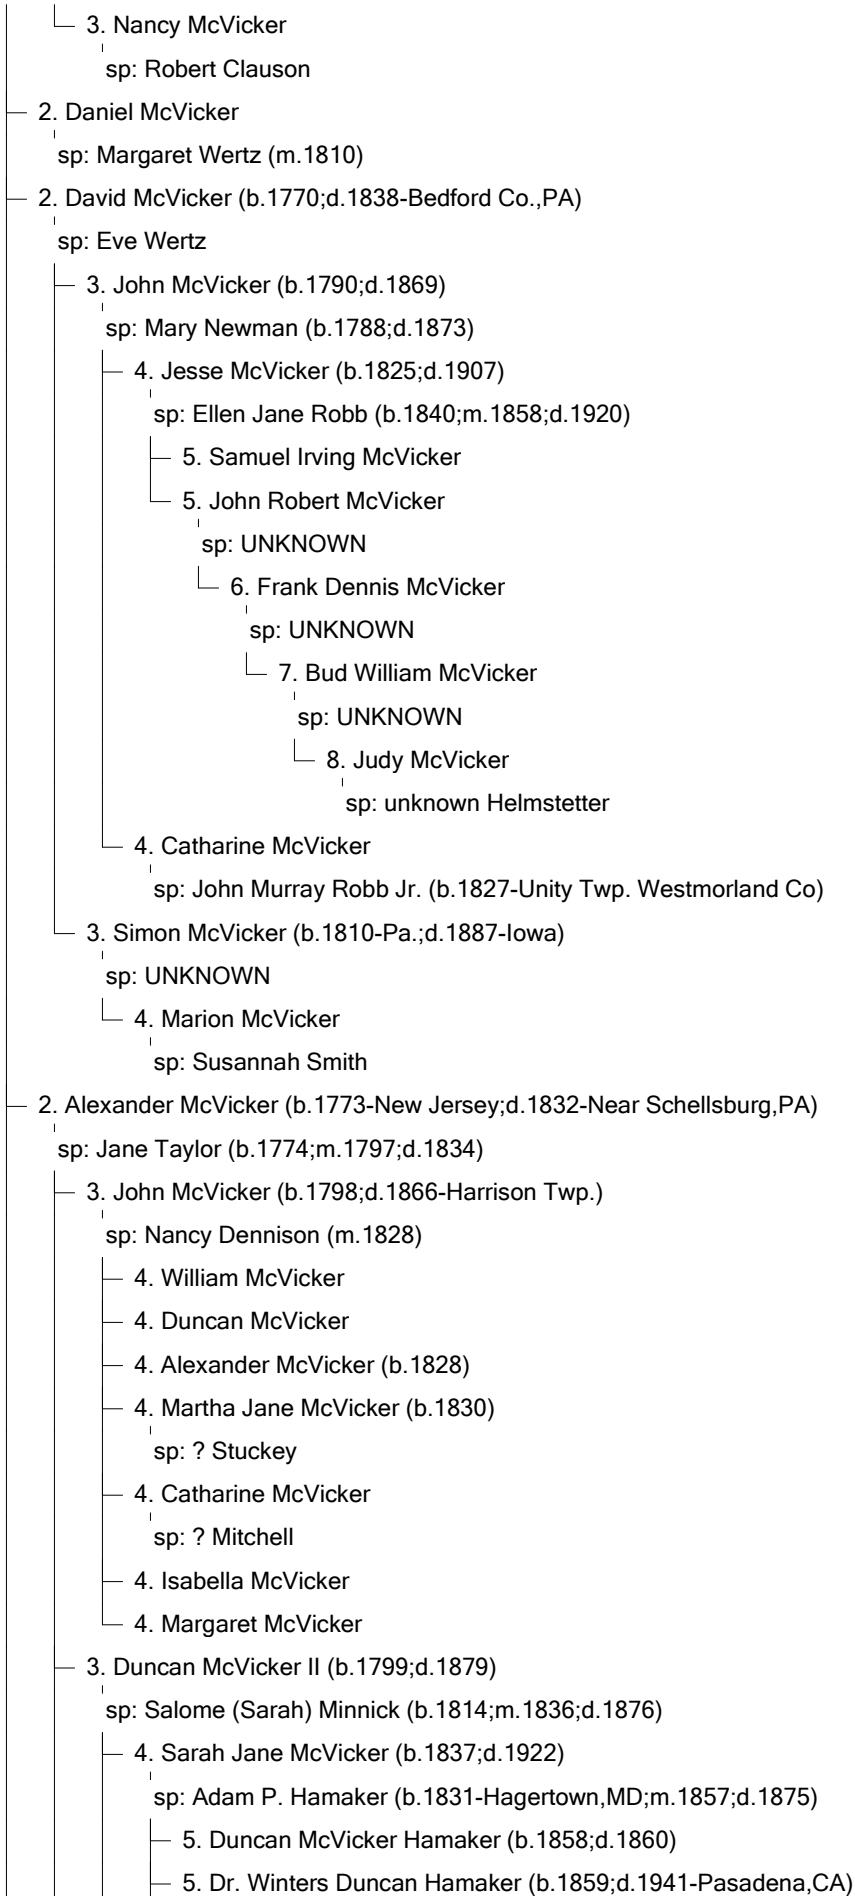 3. Nancy McVicker
sp: Robert Clauson
2. Daniel McVicker
sp: Margaret Wertz (m.1810)
2. David McVicker (b.1770;d.1838-Bedford Co.,PA)
sp: Eve Wertz
3. John McVicker (b.1790;d.1869)
sp: Mary Newman (b.1788;d.1873)
4. Jesse McVicker (b.1825;d.1907)
sp: Ellen Jane Robb (b.1840;m.1858;d.1920)
5. Samuel Irving McVicker
5. John Robert McVicker
sp: UNKNOWN
6. Frank Dennis McVicker
sp: UNKNOWN
7. Bud William McVicker
sp: UNKNOWN
8. Judy McVicker
sp: unknown Helmstetter
4. Catharine McVicker
sp: John Murray Robb Jr. (b.1827-Unity Twp. Westmorland Co)
3. Simon McVicker (b.1810-Pa.;d.1887-Iowa)
sp: UNKNOWN
4. Marion McVicker
sp: Susannah Smith
2. Alexander McVicker (b.1773-New Jersey;d.1832-Near Schellsburg,PA)
sp: Jane Taylor (b.1774;m.1797;d.1834)
3. John McVicker (b.1798;d.1866-Harrison Twp.)
sp: Nancy Dennison (m.1828)
4. William McVicker
4. Duncan McVicker
4. Alexander McVicker (b.1828)
4. Martha Jane McVicker (b.1830)
sp: ? Stuckey
4. Catharine McVicker
sp: ? Mitchell
4. Isabella McVicker
4. Margaret McVicker
3. Duncan McVicker II (b.1799;d.1879)
sp: Salome (Sarah) Minnick (b.1814;m.1836;d.1876)
4. Sarah Jane McVicker (b.1837;d.1922)
sp: Adam P. Hamaker (b.1831-Hagertown,MD;m.1857;d.1875)
5. Duncan McVicker Hamaker (b.1858;d.1860)
5. Dr. Winters Duncan Hamaker (b.1859;d.1941-Pasadena,CA)